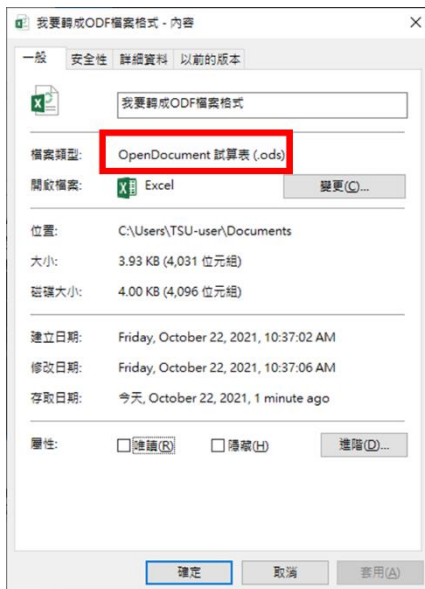 我要轉成ODF檔案格式 - 內容
一般 安全性 詳細資料 以前的版本
我要轉成ODF檔案格式
檔案類型: OpenDocument 試算表 (.ods)
開啟檔案: Excel 變更(C)...
位置: C:\Users\TSU-user\Documents
大小: 3.93 KB (4,031 位元組)
磁碟大小: 4.00 KB (4,096 位元組)
建立日期: Friday, October 22, 2021, 10:37:02 AM
修改日期: Friday, October 22, 2021, 10:37:06 AM
存取日期: 今天, October 22, 2021, 1 minute ago
屬性: 唯讀(R) 隱藏(H) 進階(D)...
確定 取消 套用(A)